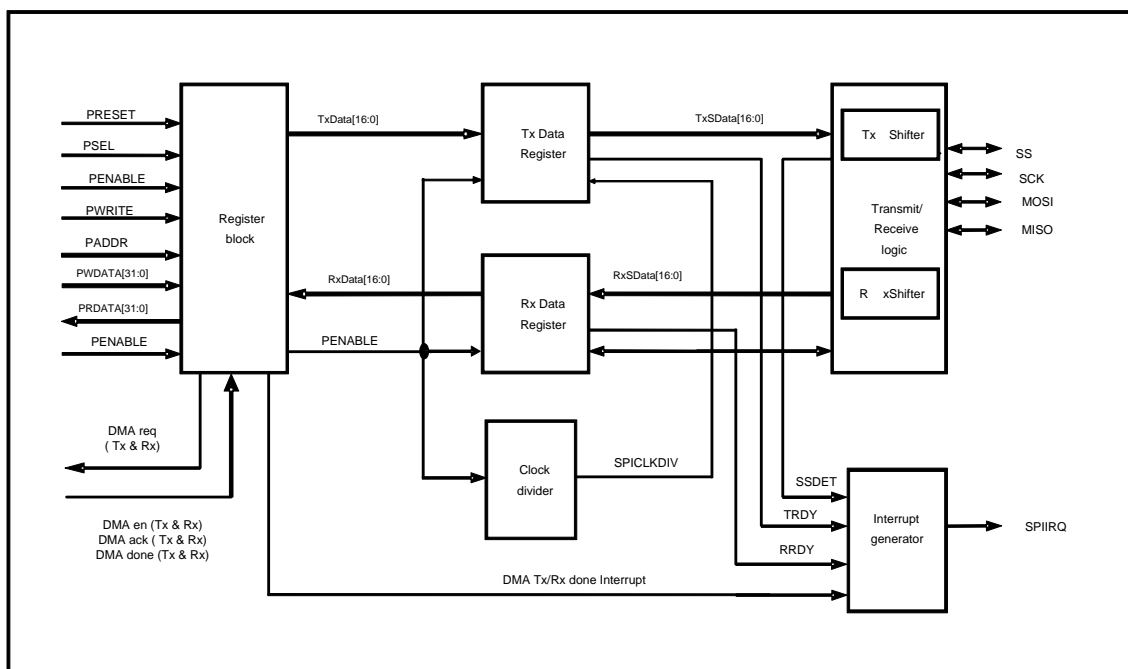 PRESET
PSEL
PENABLE
PWRITE
PADDR
PWDATA[31:0]
PRDATA[31:0]
PENABLE
Register
block
DMA req
( Tx & Rx)
DMA en (Tx & Rx)
DMA ack ( Tx & Rx)
DMA done (Tx & Rx)
TxData[16:0]
RxData[16:0]
PENABLE
Tx Data
Register
Rx Data
Register
Clock
divider
SPICLKDIV
TxSData[16:0]
RxSData[16:0]
Tx Shifter
Transmit/
Receive
logic
R xShifter
SS
SCK
MOSI
MISO
SSDET
TRDY
RRDY
DMA Tx/Rx done Interrupt
Interrupt
generator
SPIIRQ